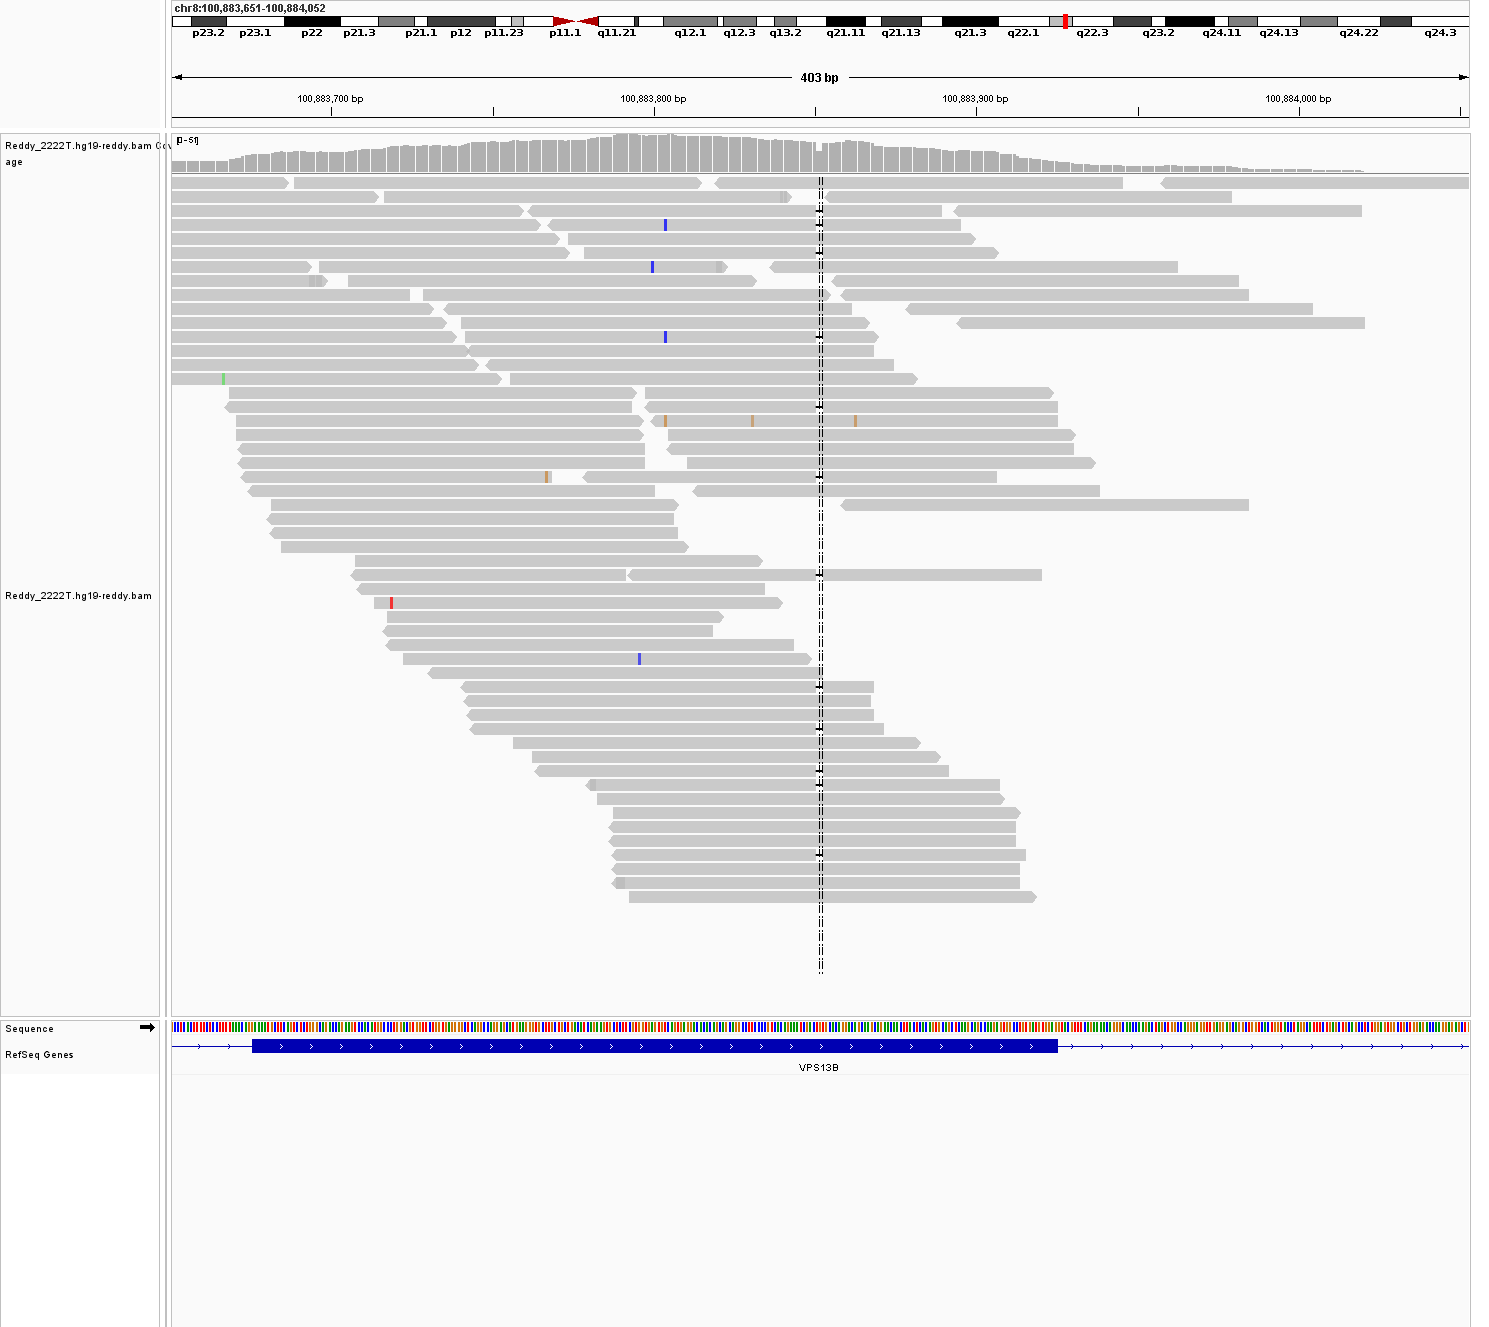 chr8:100,883,651-100,884,052
p23.2 p23.1 p22 p21.3 p21.1 p12 p11.23 p11.1 q11.21 q12.1 q12.3 q13.2 q21.11 q21.13 q21.3 q22.1 q22.3 q23.2 q24.11 q24.13 q24.22 q24.3
403 bp
100,883,700 bp 100,883,800 bp 100,883,900 bp 100,884,000 bp
Reddy_2222T.hg19-reddy.bam Cov
age
[0-51]
Reddy_2222T.hg19-reddy.bam
Sequence
RefSeq Genes
VPS13B